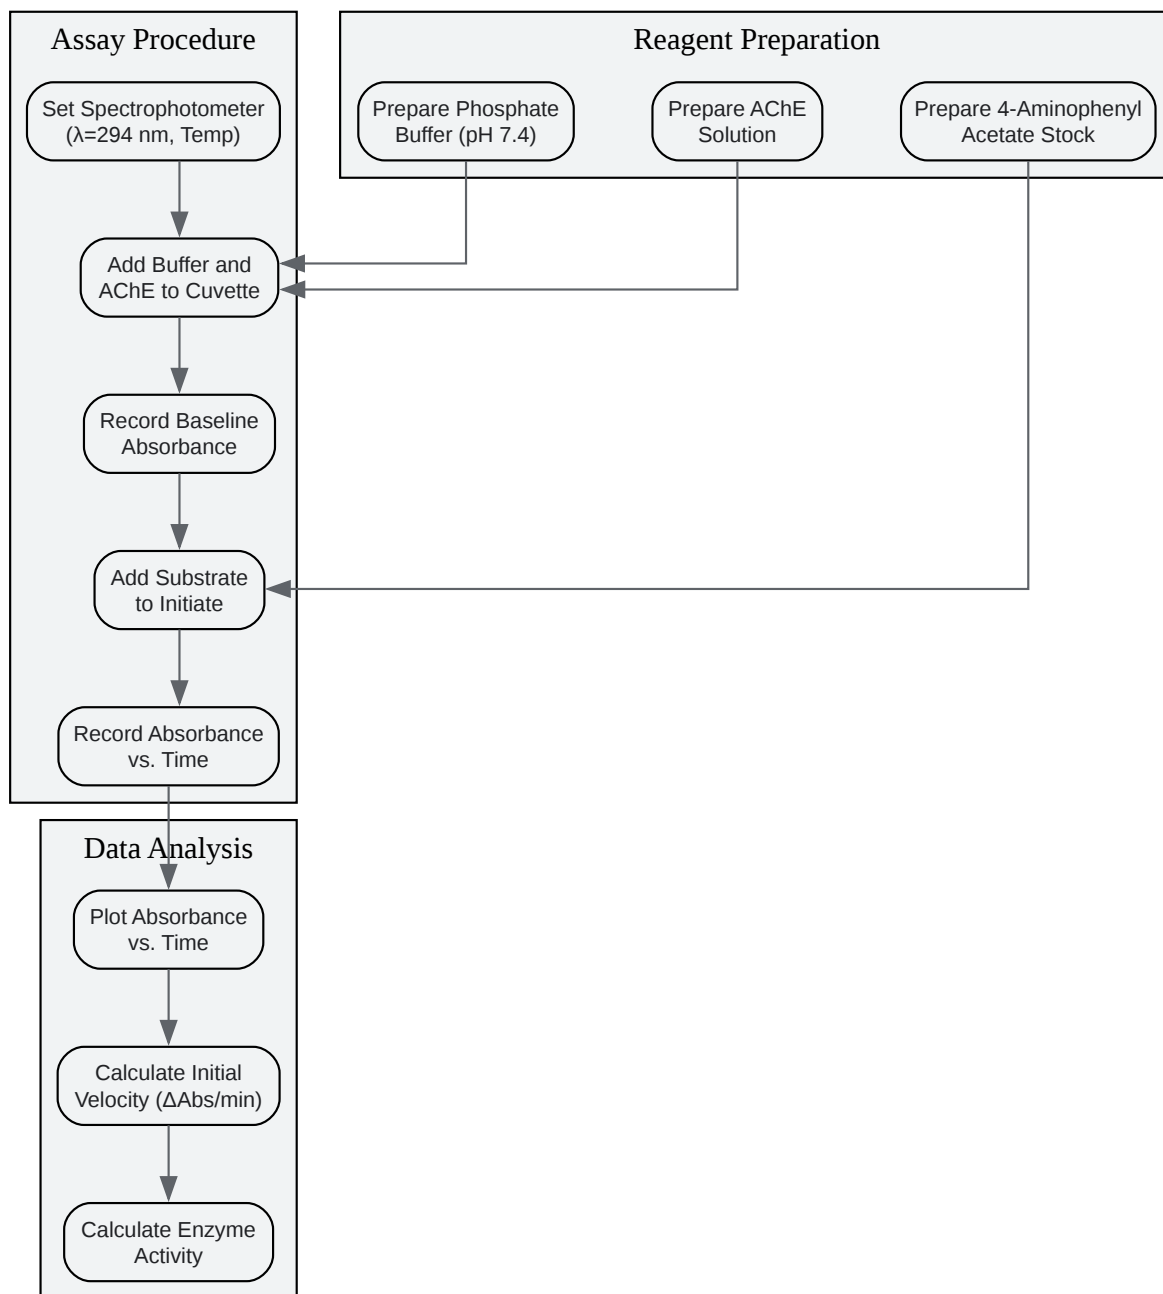 Assay Procedure
Set Spectrophotometer
(λ=294 nm, Temp)
Add Buffer and
AChE to Cuvette
Record Baseline
Absorbance
Add Substrate
to Initiate
Record Absorbance
vs. Time
Reagent Preparation
Prepare Phosphate
Buffer (pH 7.4)
Prepare AChE
Solution
Prepare 4-Aminophenyl
Acetate Stock
Data Analysis
Plot Absorbance
vs. Time
Calculate Initial
Velocity (ΔAbs/min)
Calculate Enzyme
Activity